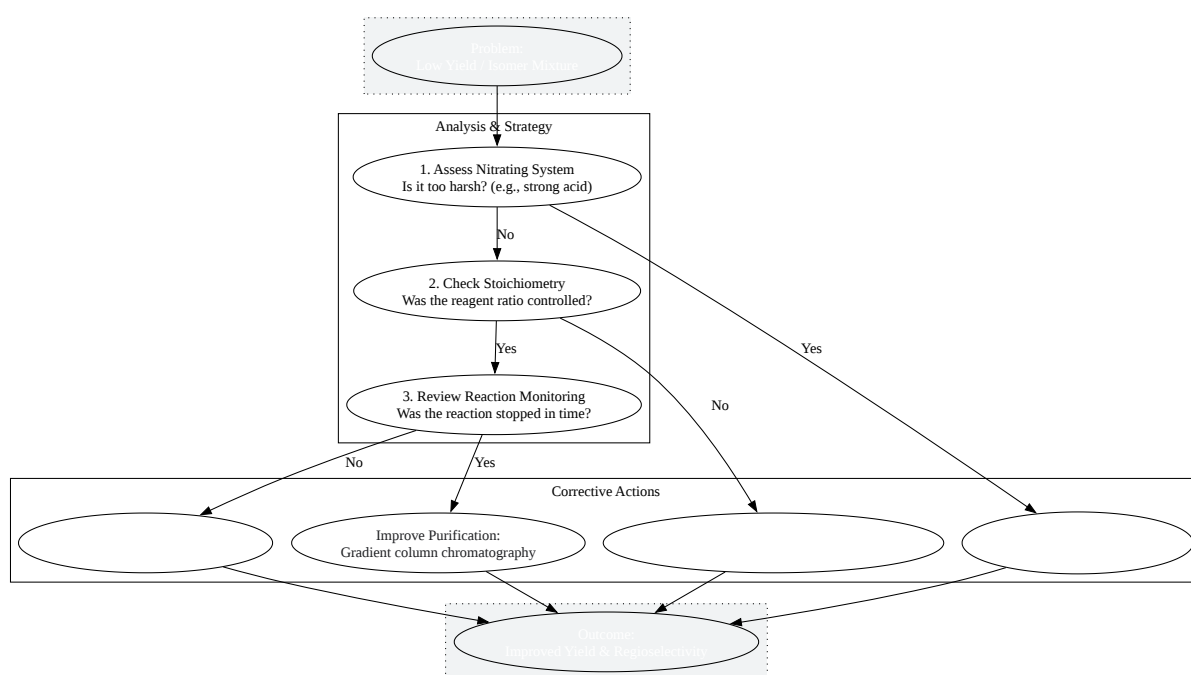 Problem:
Low Yield / Isomer Mixture
Analysis & Strategy
1. Assess Nitrating System
Is it too harsh? (e.g., strong acid)
No
2. Check Stoichiometry
Was the reagent ratio controlled?
Yes
Yes
3. Review Reaction Monitoring
Was the reaction stopped in time?
No
No
Yes
Corrective Actions
Improve Purification:
Gradient column chromatography
Outcome:
Improved Yield & Regioselectivity